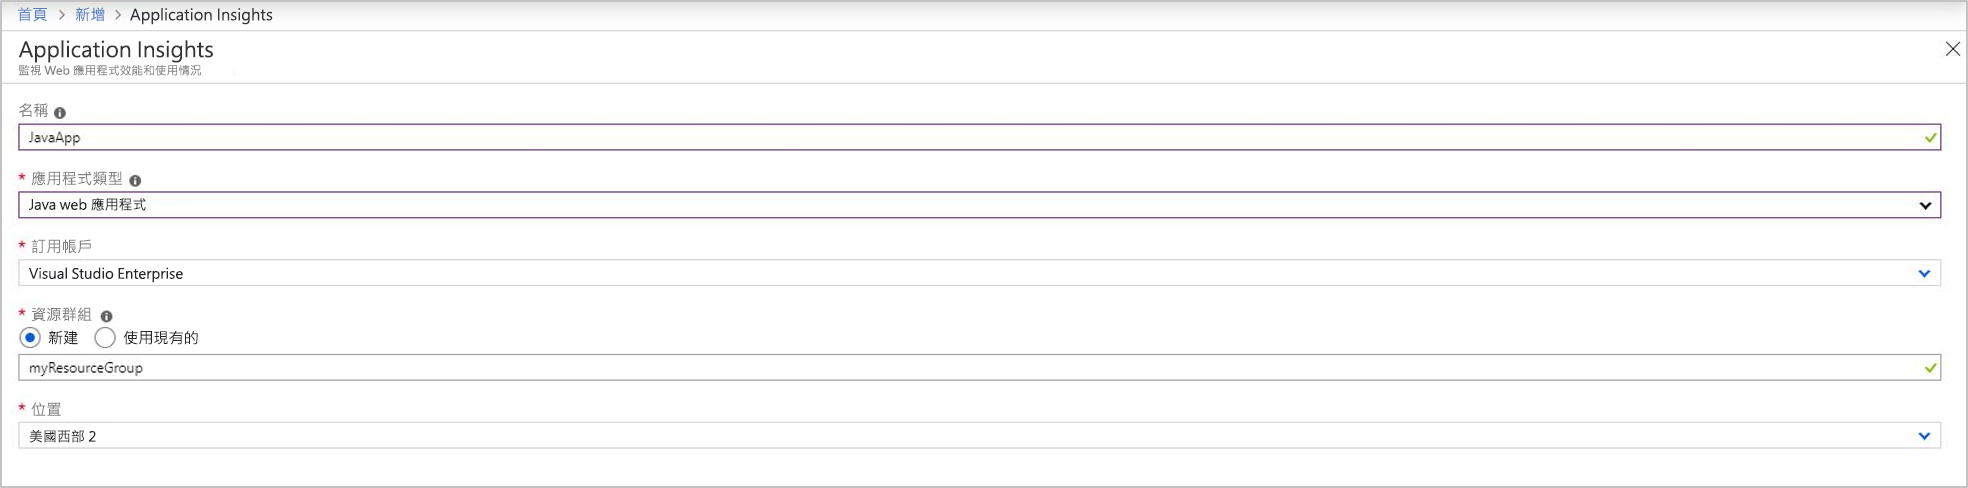 首頁 > 新增 > Application Insights
Application Insights
監視 Web 應用程式效能和使用情況
名稱
JavaApp
* 應用程式類型
Java web 應用程式
* 訂用帳戶
Visual Studio Enterprise
* 資源群組
新建 使用現有的
myResourceGroup
* 位置
美國西部 2